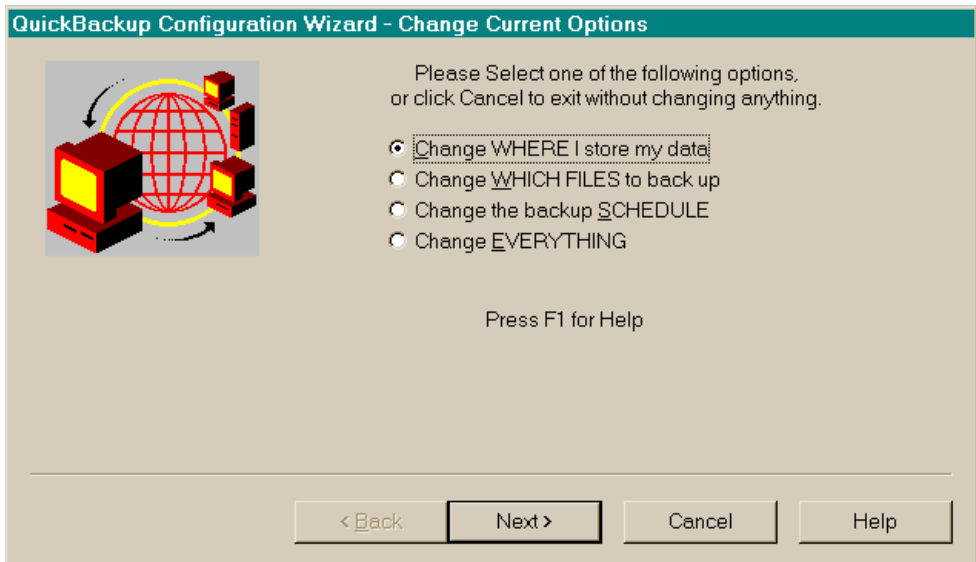 QuickBackup Configuration Wizard - Change Current Options
Please Select one of the following options,
or click Cancel to exit without changing anything.
Change WHERE I store my data
Change WHICH FILES to back up
Change the backup SCHEDULE
Change EVERYTHING
Press F1 for Help
< Back
Next >
Cancel
Help